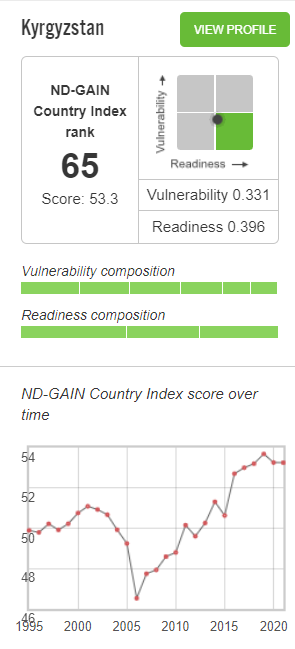 Kyrgyzstan
VIEW PROFILE
ND-GAIN
Country Index
rank
65
Score: 53.3
Vulnerability →
Readiness →
Vulnerability 0.331
Readiness 0.396
Vulnerability composition
Readiness composition
ND-GAIN Country Index score over
time
54
52
50
48
46
1995 2000 2005 2010 2015 2020